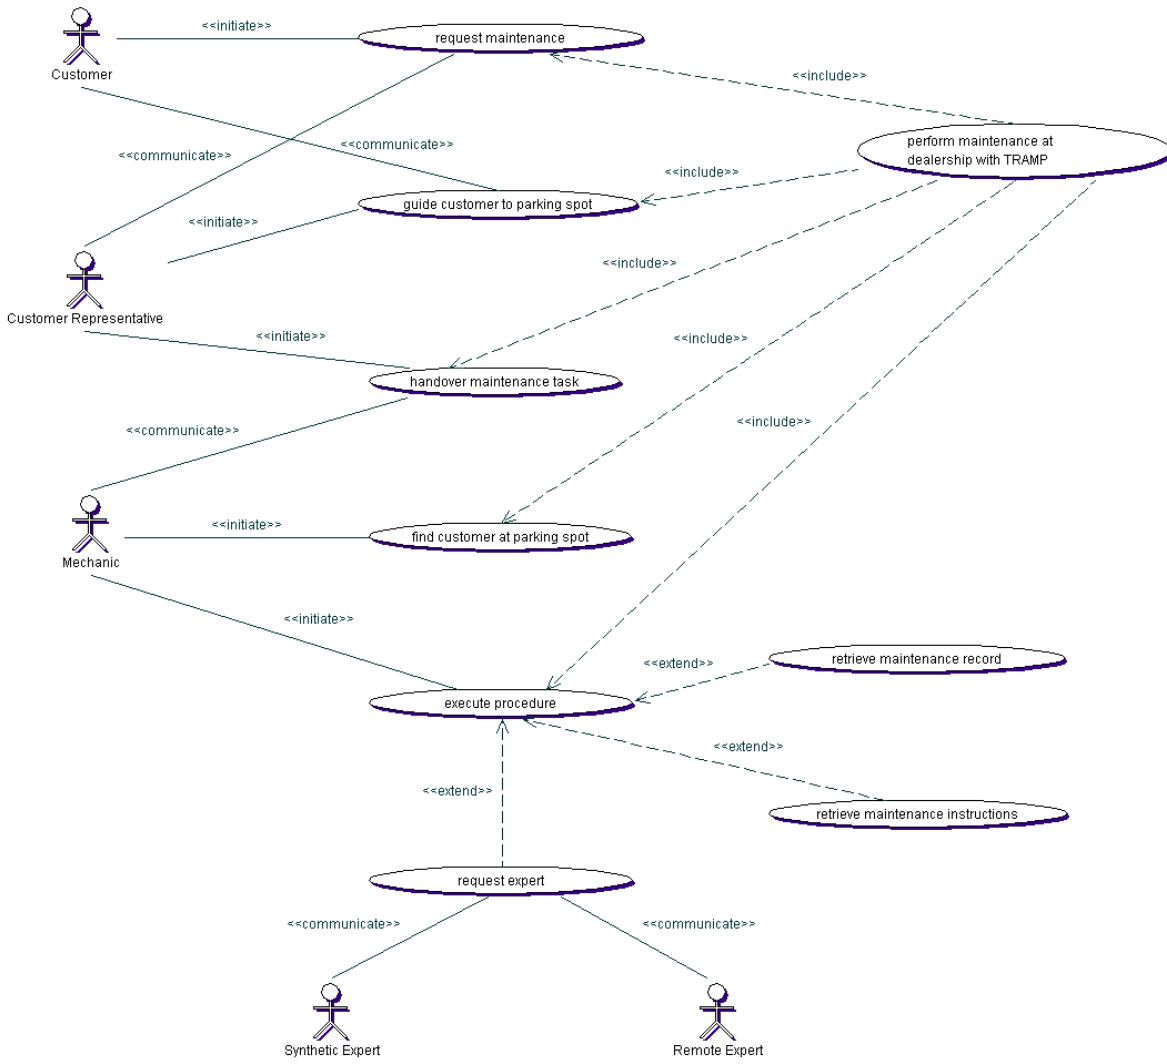 <<initiate>>
request maintenance
Customer
<<include>>
<<communicate>>
<<communicate>>
perform maintenance at
dealership with TRAMP
<<include>>
guide customer to parking spot
<<initiate>>
<<include>>
Customer Representative
<<initiate>>
<<include>>
handover maintenance task
<<include>>
<<communicate>>
<<initiate>>
find customer at parking spot
Mechanic
<<initiate>>
retrieve maintenance record
<<extend>>
execute procedure
<<extend>>
<<extend>>
retrieve maintenance instructions
request expert
<<communicate>>
<<communicate>>
Synthetic Expert
Remote Expert